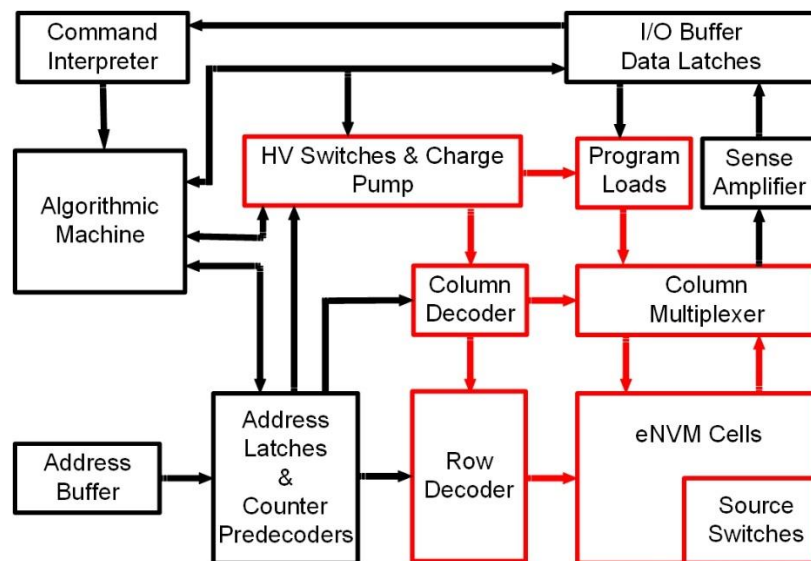 Command
Interpreter
I/O Buffer
Data Latches
HV Switches & Charge
Pump
Program
Loads
Sense
Amplifier
Algorithmic
Machine
Column
Decoder
Column
Multiplexer
Address
Buffer
Address
Latches
&
Counter
Predecoders
Row
Decoder
eNVM Cells
Source
Switches